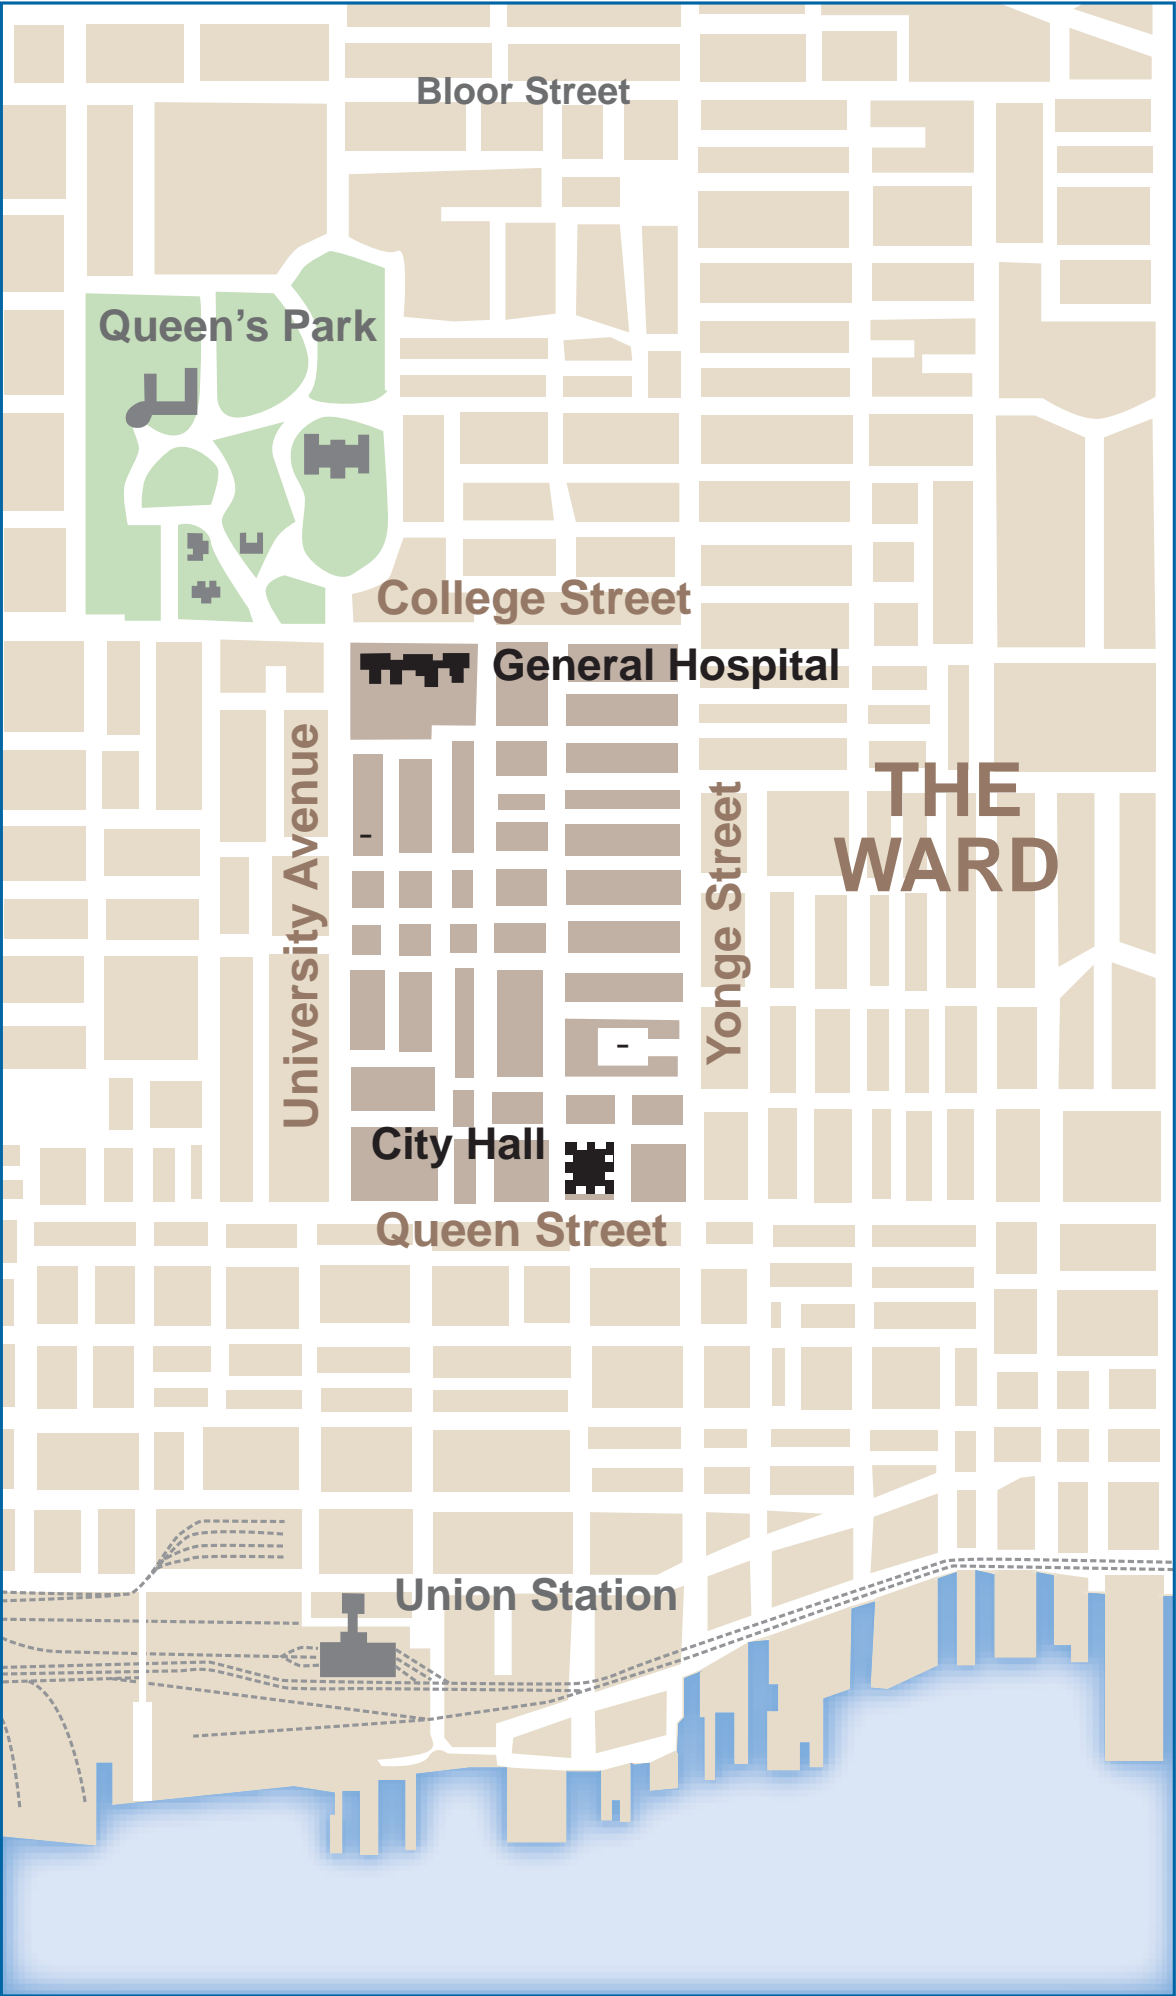 Bloor Street
Queen’s Park
College Street
General Hospital
University Avenue
Yonge Street
THE
WARD
City Hall
Queen Street
Union Station